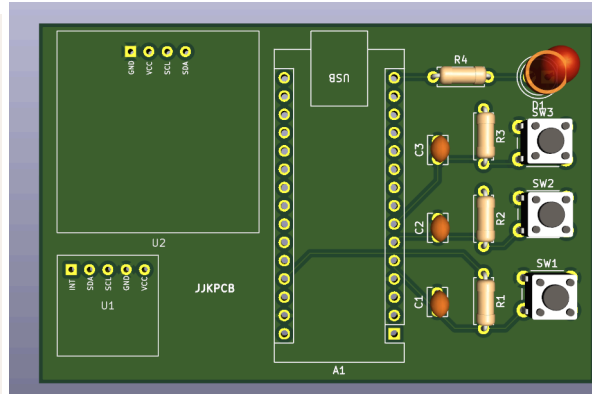 GND VCC SCL SDA
USB
R4
D1
SW3
C3
R3
SW2
C2
R2
U2
INT SDA SCL GND VCC
U1
JJKPCB
SW1
C1
R1
A1